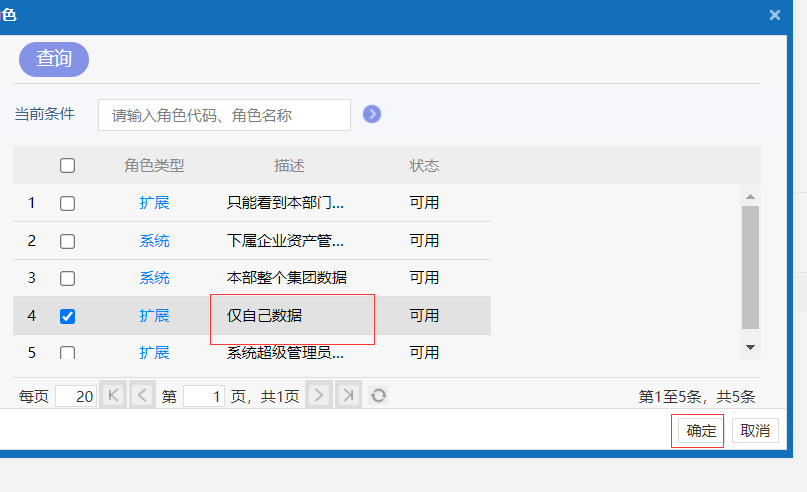 色
查询
当前条件 请输入角色代码、角色名称
角色类型 描述 状态
1 扩展 只能看到本部门... 可用
2 系统 下属企业资产管... 可用
3 系统 本部整个集团数据 可用
4 扩展 仅自己数据 可用
5 扩展 系统超级管理员... 可用
每页 20 第 1 页，共1页 第1至5条，共5条
确定 取消